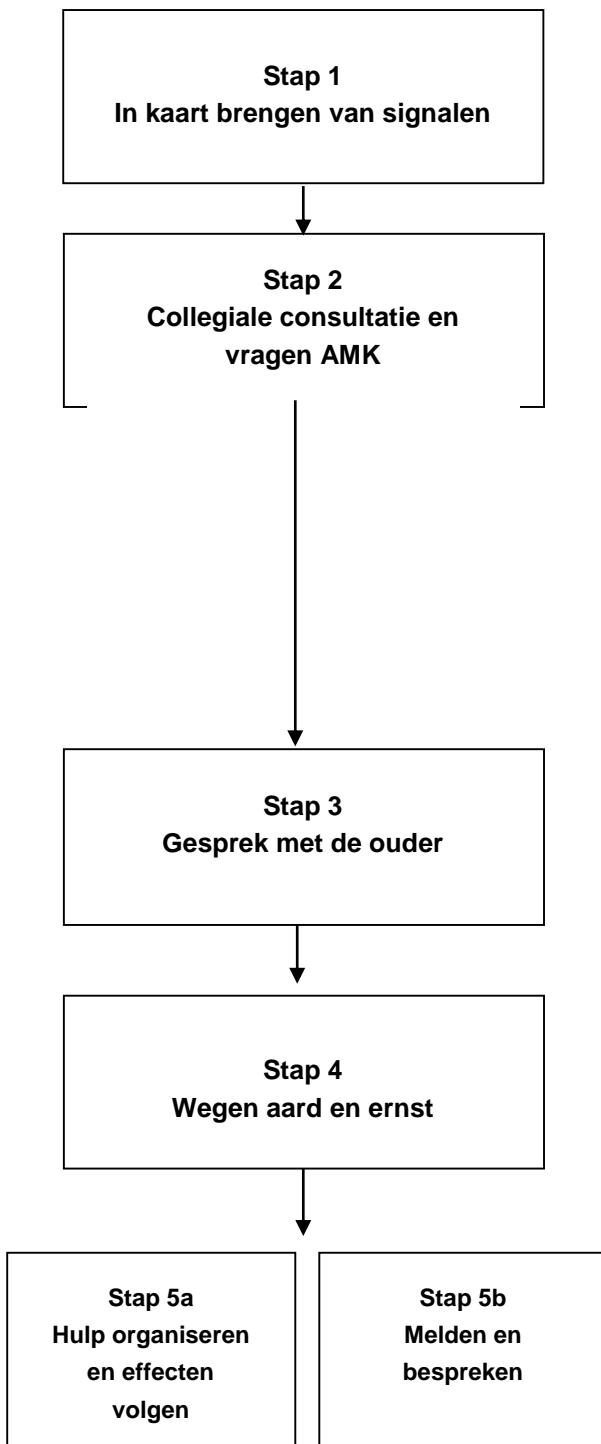 Stap 1
In kaart brengen van signalen
Stap 2
Collegiale consultatie en
vragen AMK
Stap 3
Gesprek met de ouder
Stap 4
Wegen aard en ernst
Stap 5a
Hulp organiseren
en effecten
volgen
Stap 5b
Melden en
bespreken